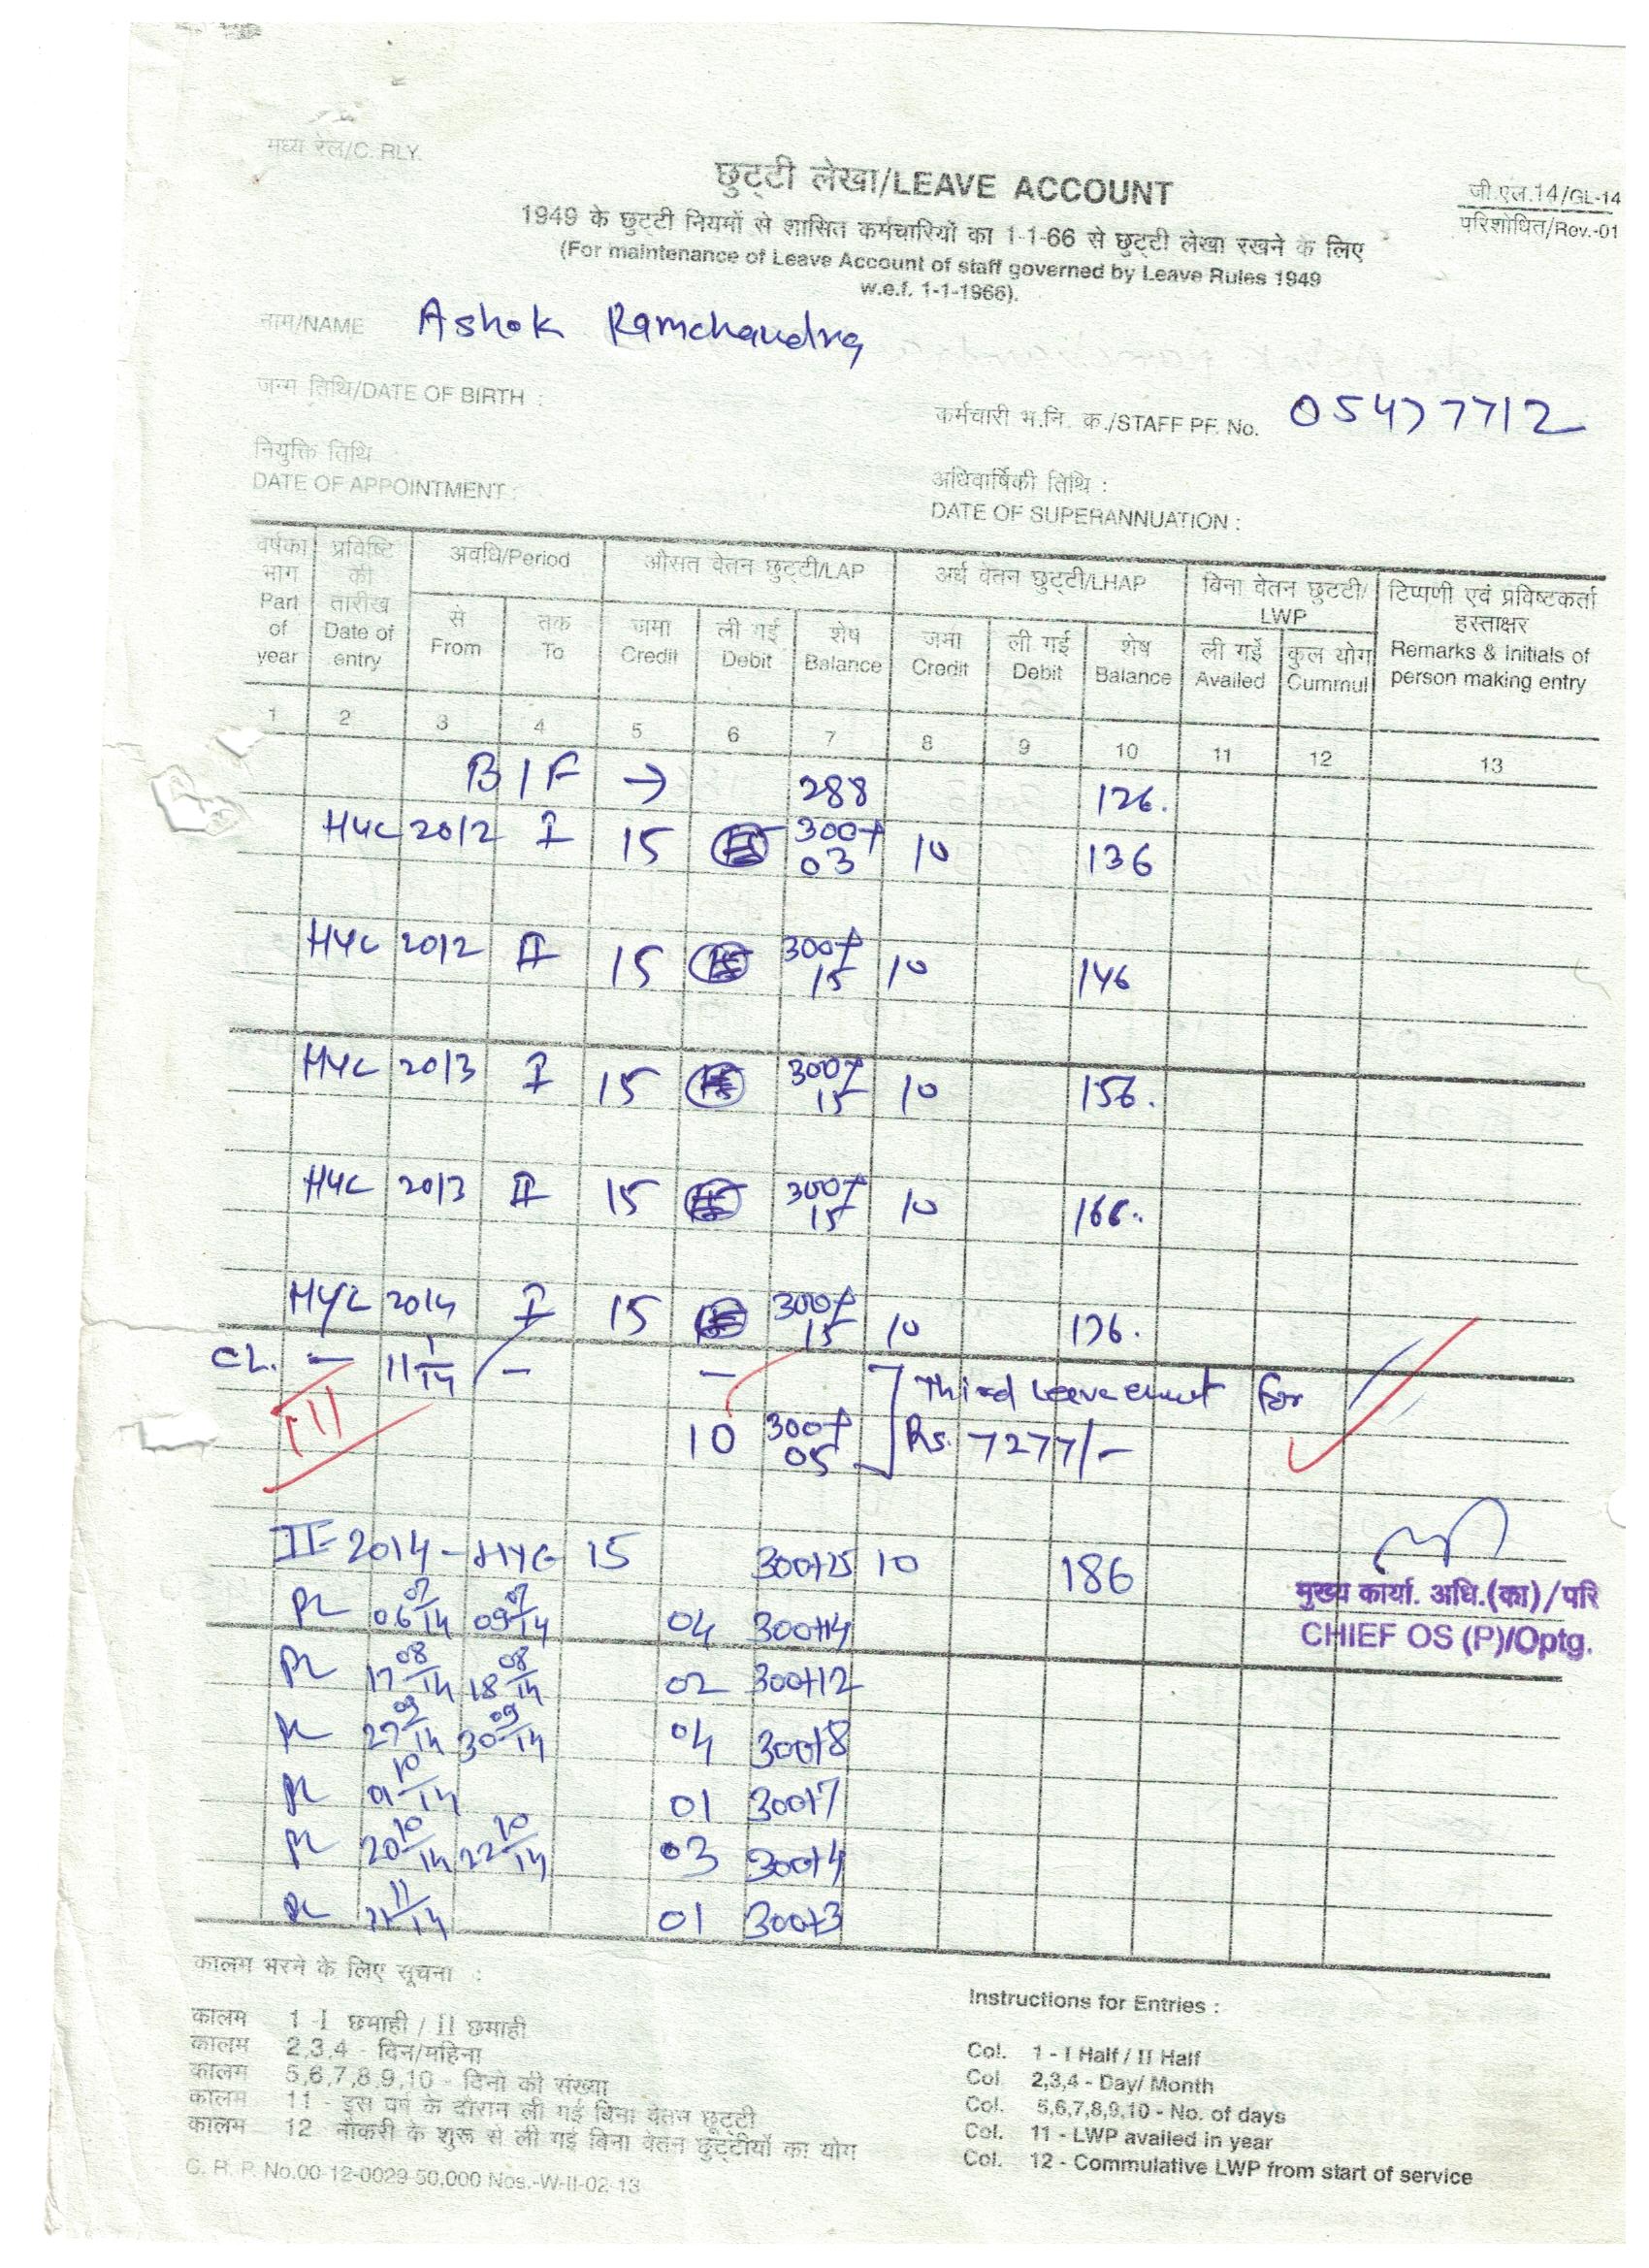 मध्य रेल/C. RLY.
छुट्टी लेखा/LEAVE ACCOUNT
जी.एल.14/GL-14
परिशोधित/Rev.-01
1949 के छुट्टी नियमों से शासित कर्मचारियों का 1-1-66 से छुट्टी लेखा रखने के लिए
(For maintenance of Leave Account of staff governed by Leave Rules 1949
w.e.f. 1-1-1966).
नाम/NAME Ashok Ramchandra
जन्म तिथि/DATE OF BIRTH :
कर्मचारी भ.नि. क./STAFF PF. No. 05477712
नियुक्ति तिथि
DATE OF APPOINTMENT :
अधिवार्षिकी तिथि :
DATE OF SUPERANNUATION :
वर्षका भाग Part of year
प्रविष्टि की तारीख Date of entry
अवधि/Period
से From
तक To
औसत वेतन छुट्टी/LAP
जमा Credit
ली गई Debit
शेष Balance
अर्ध वेतन छुट्टी/LHAP
जमा Credit
ली गई Debit
शेष Balance
बिना वेतन छुट्टी/LWP
ली गई Availed
कुल योग Cummul
टिप्पणी एवं प्रविष्टकर्ता हस्ताक्षर
Remarks & Initials of person making entry
1 2 3 4 5 6 7 8 9 10 11 12 13
B/F → 288 126.
HYC 2012 I 15 300+03 10 136
HYC 2012 II 15 300+15 10 146
HYC 2013 I 15 300+15 10 156.
HYC 2013 II 15 300+15 10 166.
HYC 2014 I 15 300+15 10 176.
CL. — 11 1/14 — — Third Leave encut for
10 300+05 Rs. 7277/-
II-2014-HYC 15 300+15 10 186
PL 06 07/14 09 07/14 04 300+14
मुख्य कार्या. अधि.(का)/परि
CHIEF OS (P)/Optg.
PL 17 08/14 18 08/14 02 300+12
PL 27 09/14 30 09/14 04 300+8
PL 01 10/14 01 300+7
PL 20 10/14 22 10/14 03 300+4
PL 11/14 01 300+3
कालम भरने के लिए सूचना :
कालम 1 -I छमाही / II छमाही
कालम 2,3,4 - दिन/महिना
कालम 5,6,7,8,9,10 - दिनों की संख्या
कालम 11 - इस वर्ष के दौरान ली गई बिना वेतन छूट्टी
कालम 12 - नौकरी के शुरू से ली गई बिना वेतन छुट्टीयों का योग
G. R. P. No.00-12-0029-50,000 Nos.-W-II-02-13
Instructions for Entries :
Col. 1 - I Half / II Half
Col 2,3,4 - Day/ Month
Col. 5,6,7,8,9,10 - No. of days
Col. 11 - LWP availed in year
Col. 12 - Commulative LWP from start of service